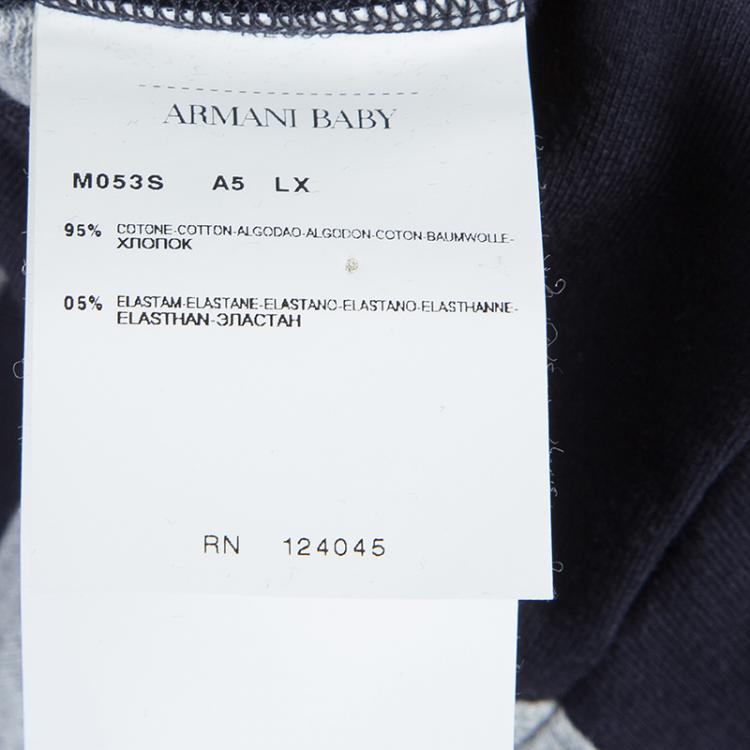 ARMANI BABY
M053S A5 LX
95% COTONE-COTTON-ALGODAO-ALGODON-COTON-BAUMWOLLE-
ХЛОПОК
05% ELASTAM-ELASTANE-ELASTANO-ELASTANO-ELASTHANNE-
ELASTHAN-ЭЛАСТАН
RN 124045